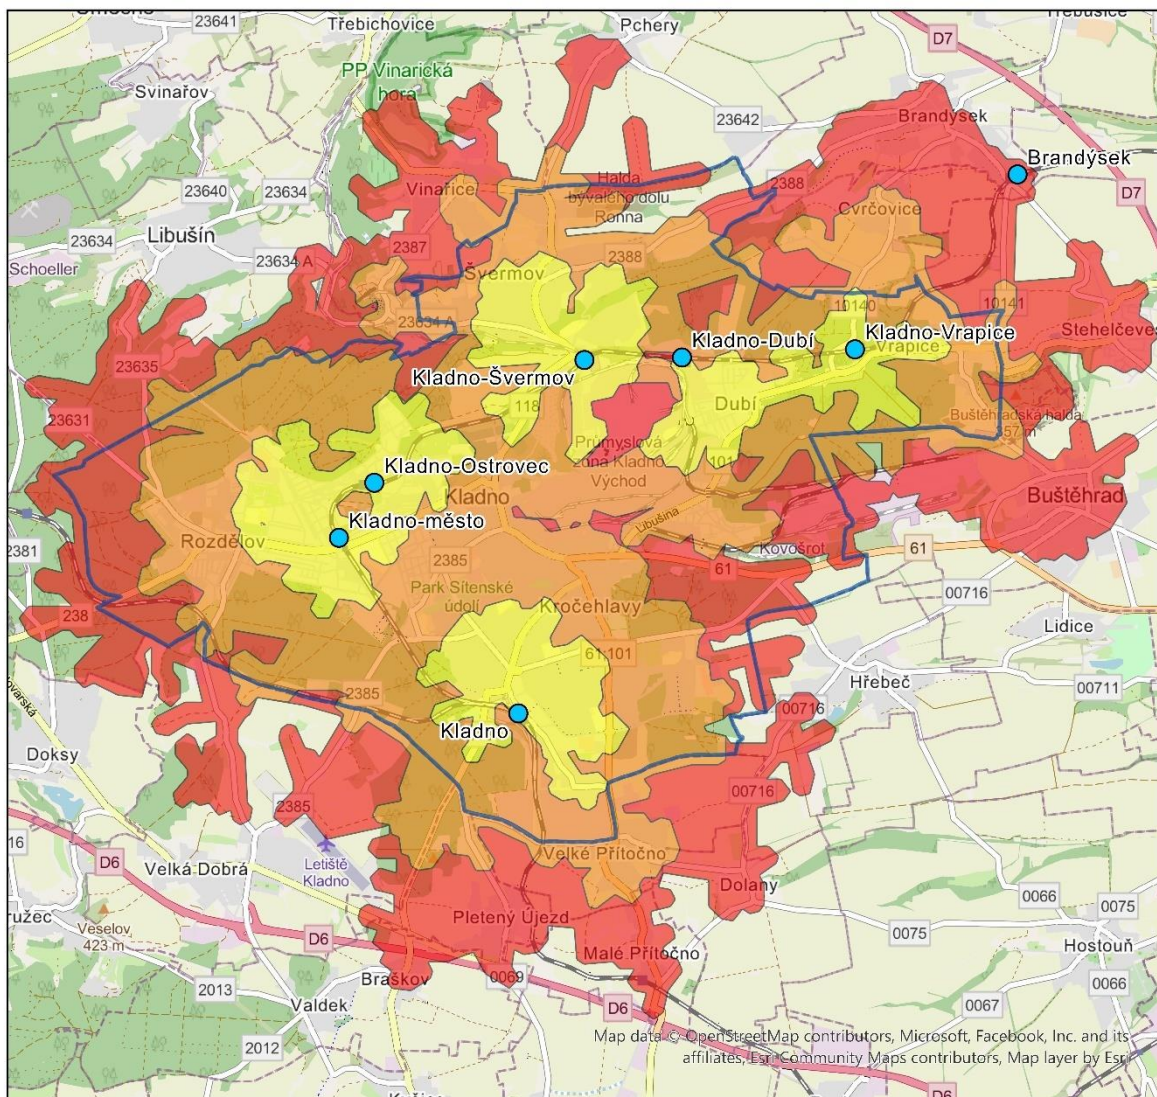 23641
Třebichovice
Pchery
D7
PP Vinarická
hora
Svinařov
23642
Brandýsek
Brandýsek
Vinařice
Halda
bývalého dolu
Ronna
2388
D7
23640
23634
Cvrčovice
Libušín
23634
2387
Schoeller
23634 A
Švermov
2388
23634 A
10140
10141
Stehelčeves
Kladno-Vrapice
Vrapice
Kladno-Dubí
Kladno-Švermov
23635
118
Dubí
23631
Buštěhradská halda
357 m
Průmyslová
zóna Kladno
Východ
101
Kladno-Ostrovec
Kladno
Buštěhrad
Kladno-město
Libušina
2381
Rozdělov
Kovošrot
61
2385
61
00716
Park Sítenské
údolí
Kročehlavy
238
Lidice
61;101
Hřebeč
00711
2385
00716
Kladno
Doksy
00716
2385
16
D6
Letiště
Kladno
Velké Přítočno
Velká Dobrá
Dolany
0066
0075
Veselov
423 m
Pletený Újezd
D6
0075
Hostouň
Malé Přítočno
Braškov
0069
2013
0066
Valdek
D6
0067
2012
Map data © OpenStreetMap contributors, Microsoft, Facebook, Inc. and its
affiliates, Esri Community Maps contributors, Map layer by Esri
D6